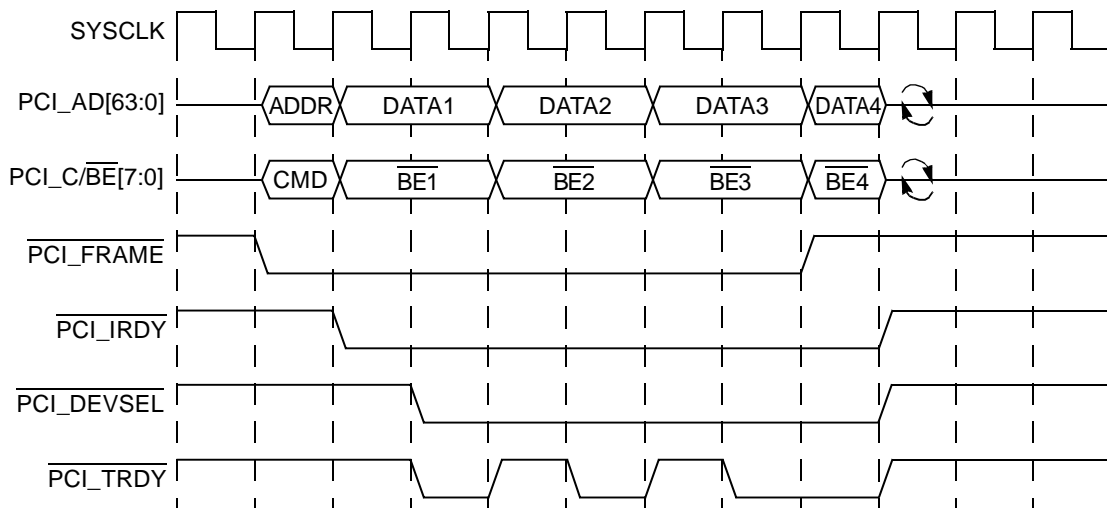 SYSCLK
PCI_AD[63:0]
ADDR DATA1 DATA2 DATA3 DATA4
PCI_C/BE[7:0]
CMD BE1 BE2 BE3 BE4
PCI_FRAME
PCI_IRDY
PCI_DEVSEL
PCI_TRDY